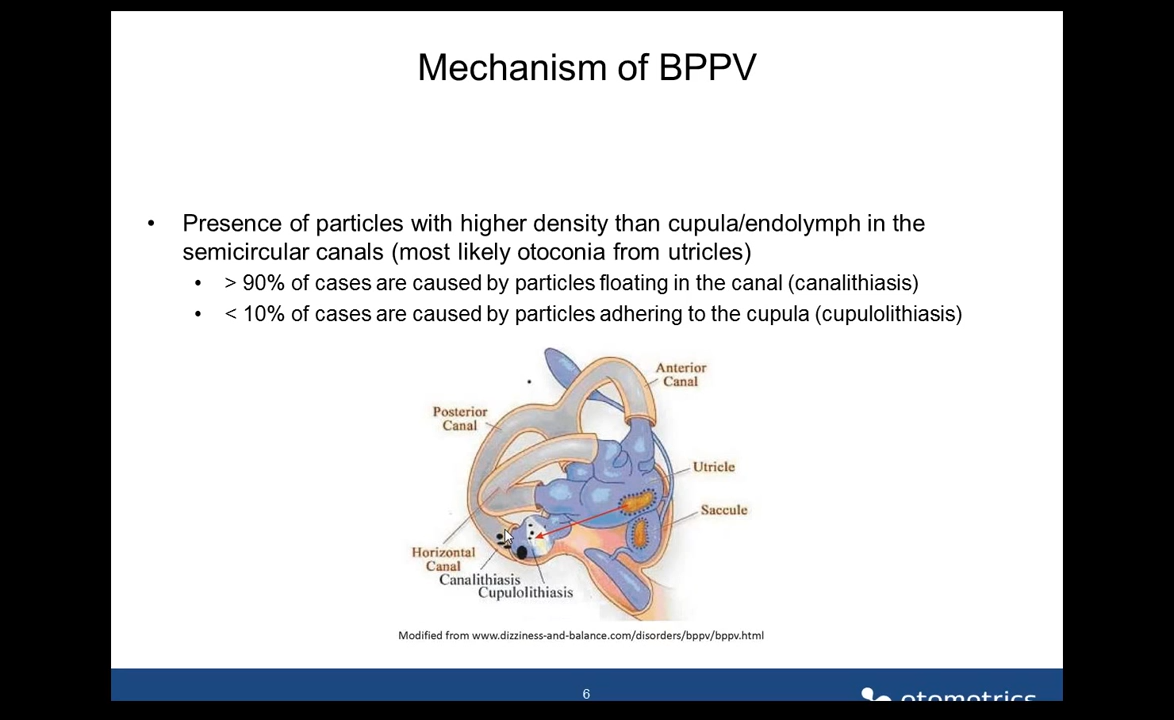 Mechanism of BPPV
• Presence of particles with higher density than cupula/endolymph in the
semicircular canals (most likely otoconia from utricles)
• > 90% of cases are caused by particles floating in the canal (canalithiasis)
• < 10% of cases are caused by particles adhering to the cupula (cupulolithiasis)
Anterior
Canal
Posterior
Canal
Utricle
Saccule
Horizontal
Canal
Canalithiasis
Cupulolithiasis
Modified from www.dizziness-and-balance.com/disorders/bppv/bppv.html
6
otometrics